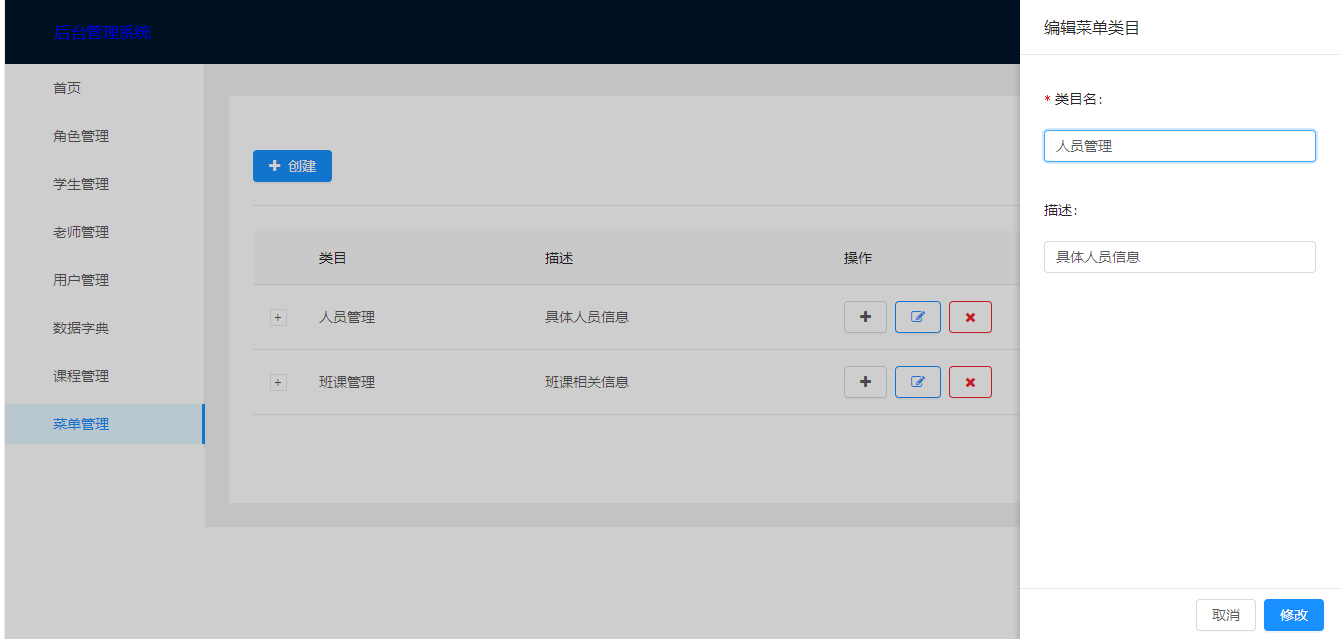 后台管理系统
首页
角色管理
学生管理
老师管理
用户管理
数据字典
课程管理
菜单管理
创建
类目 描述 操作
人员管理 具体人员信息
班课管理 班课相关信息
编辑菜单类目
* 类目名:
人员管理
描述:
具体人员信息
取消 修改